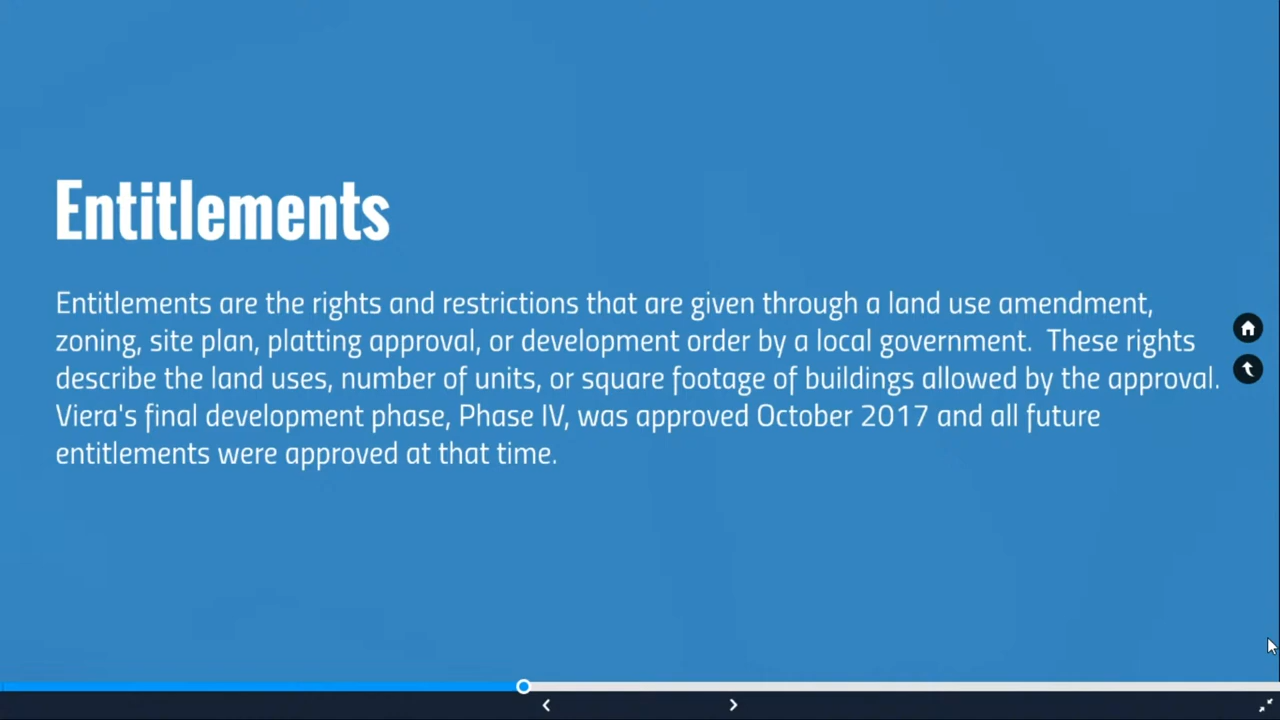 Entitlements
Entitlements are the rights and restrictions that are given through a land use amendment,
zoning, site plan, platting approval, or development order by a local government.  These rights
describe the land uses, number of units, or square footage of buildings allowed by the approval.
Viera's final development phase, Phase IV, was approved October 2017 and all future
entitlements were approved at that time.